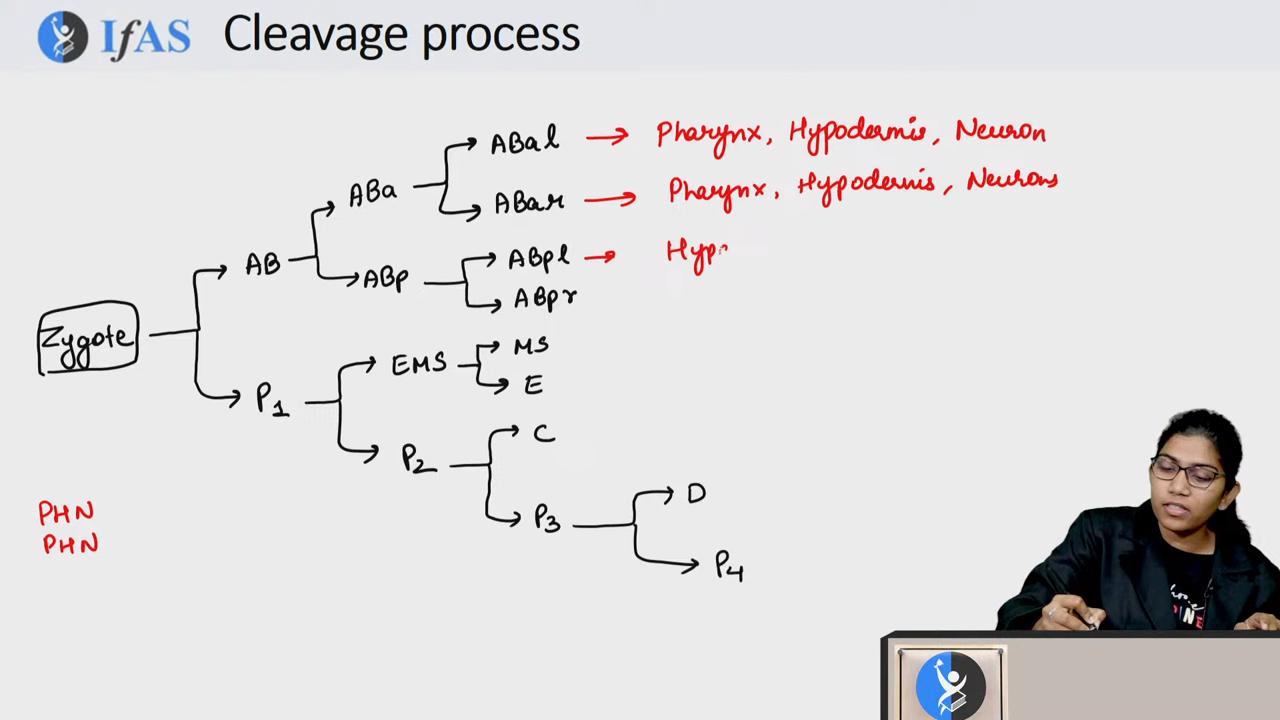 IfAS Cleavage process
ABal → Pharynx, Hypodermis, Neuron
ABa
ABar → Pharynx, Hypodermis, Neurons
AB
ABpl → Hyp
ABp
ABpr
Zygote
MS
EMS
E
P1
C
P2
D
P3
P4
PHN
PHN